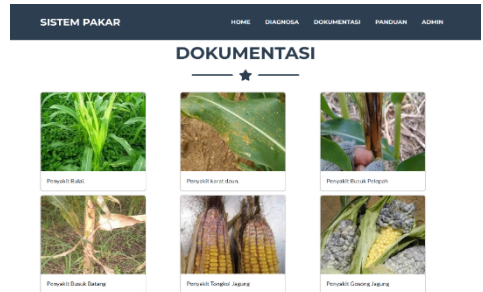 SISTEM PAKAR
HOME DIAGNOSA DOKUMENTASI PANDUAN ADMIN
DOKUMENTASI
Penyakit Bulai
Penyakit karat daun
Penyakit Busuk Pelepah
Penyakit Busuk Batang
Penyakit Tongkol Jagung
Penyakit Gosong Jagung